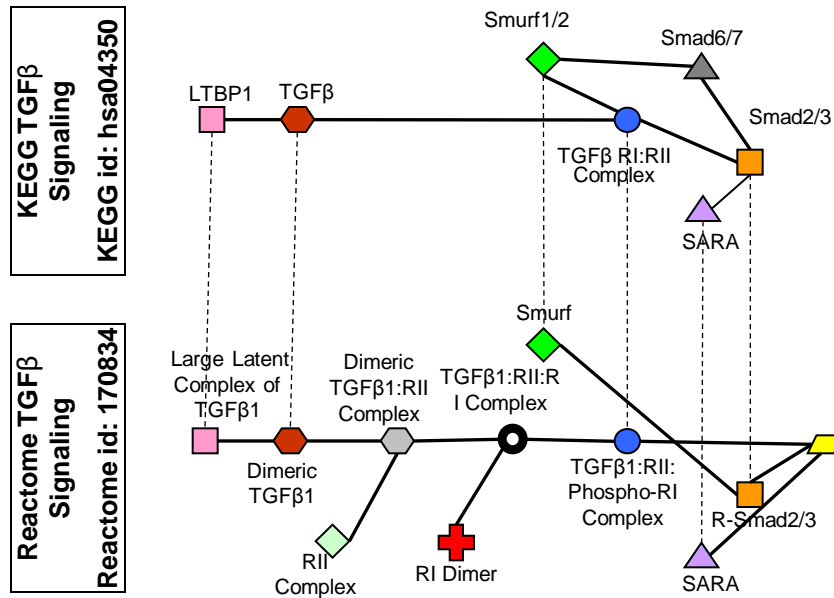 KEGG TGFβ
Signaling
KEGG id: hsa04350
Smurf1/2
Smad6/7
LTBP1
TGFβ
Smad2/3
TGFβ RI:RII
Complex
SARA
Reactome TGFβ
Signaling
Reactome id: 170834
Smurf
Large Latent
Complex of
TGFβ1
Dimeric
TGFβ1:RII
Complex
TGFβ1:RII:R
I Complex
Dimeric
TGFβ1
TGFβ1:RII:
Phospho-RI
Complex
R-Smad2/3
RII
Complex
RI Dimer
SARA